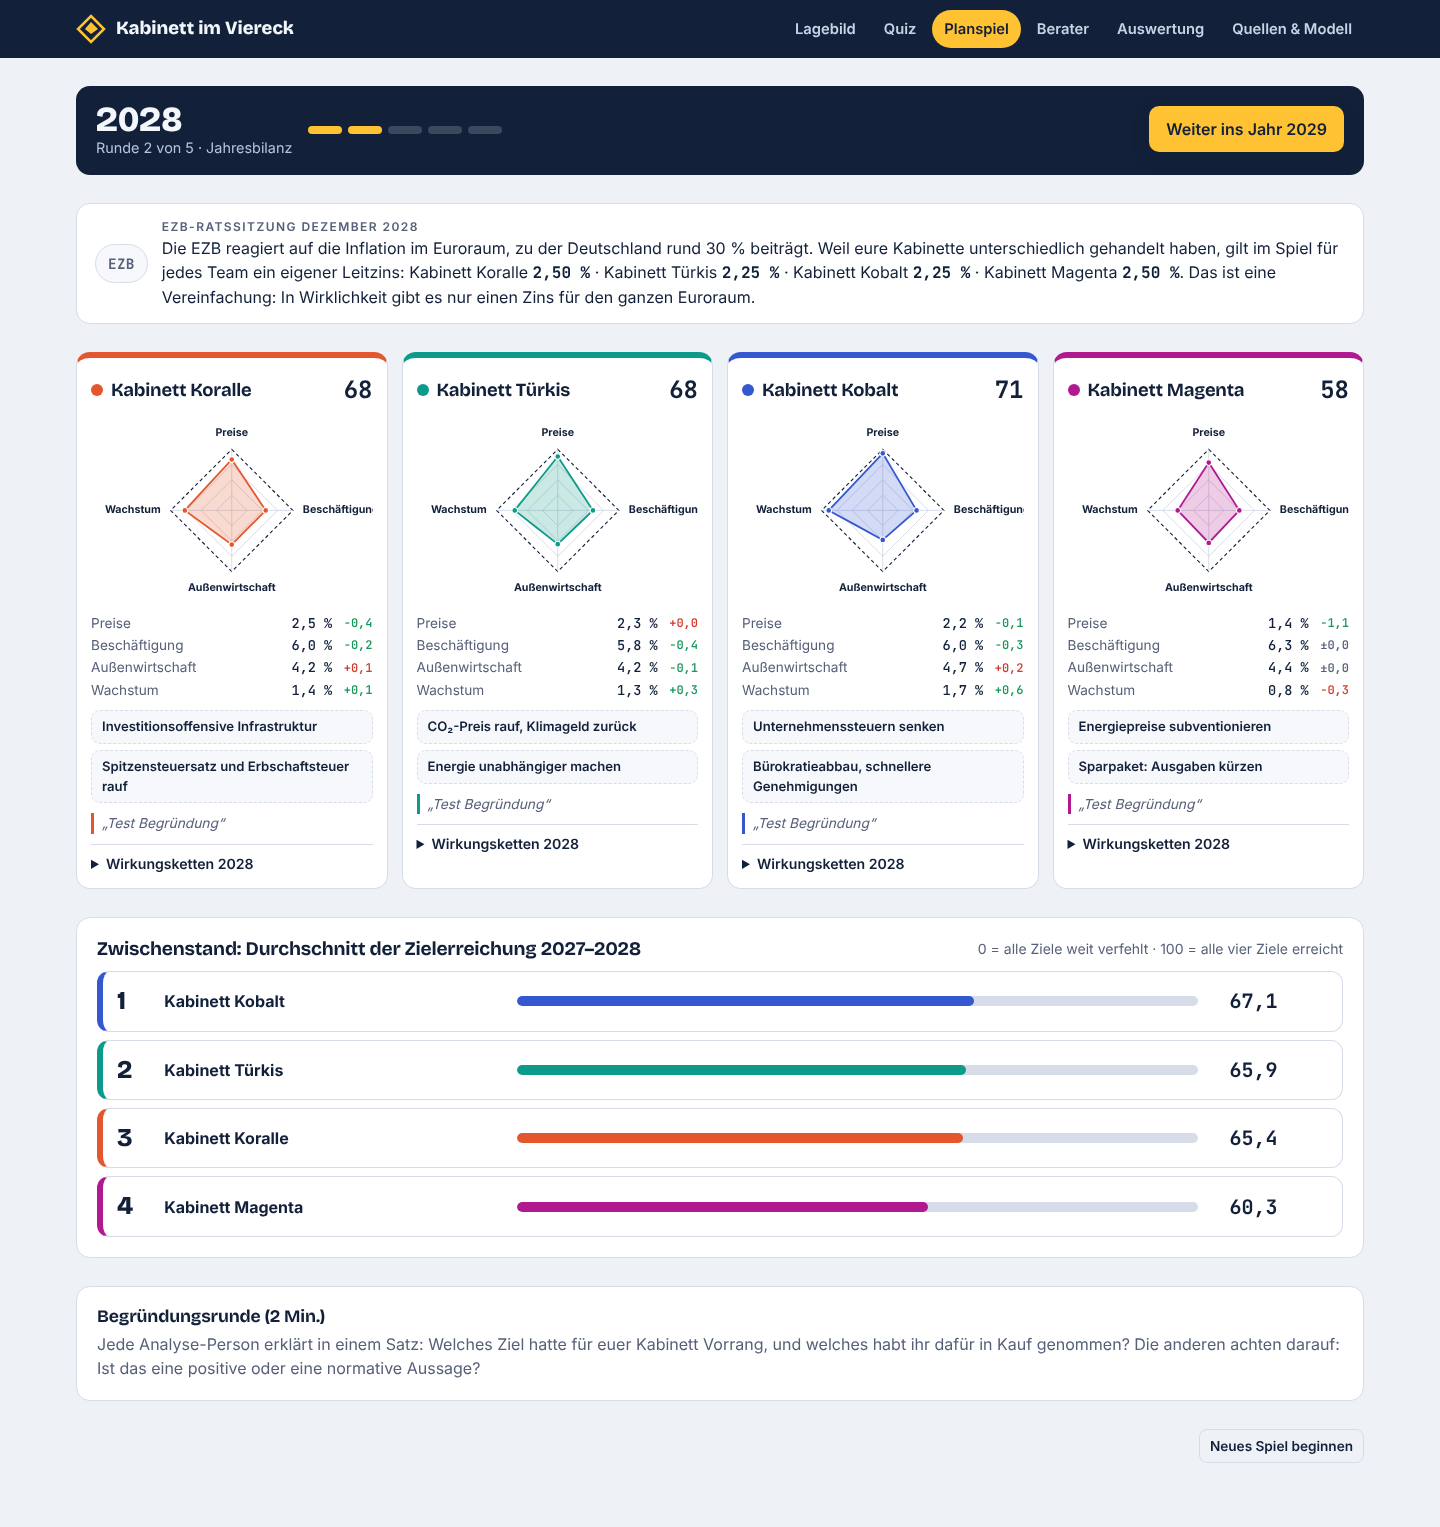 Kabinett im Viereck
Lagebild Quiz Planspiel Berater Auswertung Quellen & Modell
2028
Runde 2 von 5 · Jahresbilanz
Weiter ins Jahr 2029
EZB-RATSSITZUNG DEZEMBER 2028
EZB
Die EZB reagiert auf die Inflation im Euroraum, zu der Deutschland rund 30 % beiträgt. Weil eure Kabinette unterschiedlich gehandelt haben, gilt im Spiel für
jedes Team ein eigener Leitzins: Kabinett Koralle 2,50 % · Kabinett Türkis 2,25 % · Kabinett Kobalt 2,25 % · Kabinett Magenta 2,50 %. Das ist eine
Vereinfachung: In Wirklichkeit gibt es nur einen Zins für den ganzen Euroraum.
Kabinett Koralle 68
Preise
Wachstum Beschäftigun
Außenwirtschaft
Preise 2,5 % -0,4
Beschäftigung 6,0 % -0,2
Außenwirtschaft 4,2 % +0,1
Wachstum 1,4 % +0,1
Investitionsoffensive Infrastruktur
Spitzensteuersatz und Erbschaftsteuer
rauf
„Test Begründung“
Wirkungsketten 2028
Kabinett Türkis 68
Preise
Wachstum Beschäftigun
Außenwirtschaft
Preise 2,3 % +0,0
Beschäftigung 5,8 % -0,4
Außenwirtschaft 4,2 % -0,1
Wachstum 1,3 % +0,3
CO₂-Preis rauf, Klimageld zurück
Energie unabhängiger machen
„Test Begründung“
Wirkungsketten 2028
Kabinett Kobalt 71
Preise
Wachstum Beschäftigun
Außenwirtschaft
Preise 2,2 % -0,1
Beschäftigung 6,0 % -0,3
Außenwirtschaft 4,7 % +0,2
Wachstum 1,7 % +0,6
Unternehmenssteuern senken
Bürokratieabbau, schnellere
Genehmigungen
„Test Begründung“
Wirkungsketten 2028
Kabinett Magenta 58
Preise
Wachstum Beschäftigun
Außenwirtschaft
Preise 1,4 % -1,1
Beschäftigung 6,3 % ±0,0
Außenwirtschaft 4,4 % ±0,0
Wachstum 0,8 % -0,3
Energiepreise subventionieren
Sparpaket: Ausgaben kürzen
„Test Begründung“
Wirkungsketten 2028
Zwischenstand: Durchschnitt der Zielerreichung 2027–2028
0 = alle Ziele weit verfehlt · 100 = alle vier Ziele erreicht
1 Kabinett Kobalt 67,1
2 Kabinett Türkis 65,9
3 Kabinett Koralle 65,4
4 Kabinett Magenta 60,3
Begründungsrunde (2 Min.)
Jede Analyse-Person erklärt in einem Satz: Welches Ziel hatte für euer Kabinett Vorrang, und welches habt ihr dafür in Kauf genommen? Die anderen achten darauf:
Ist das eine positive oder eine normative Aussage?
Neues Spiel beginnen